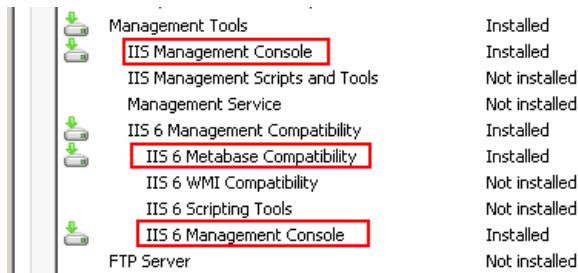 Management Tools Installed
IIS Management Console Installed
IIS Management Scripts and Tools Not installed
Management Service Not installed
IIS 6 Management Compatibility Installed
IIS 6 Metabase Compatibility Installed
IIS 6 WMI Compatibility Not installed
IIS 6 Scripting Tools Not installed
IIS 6 Management Console Installed
FTP Server Not installed